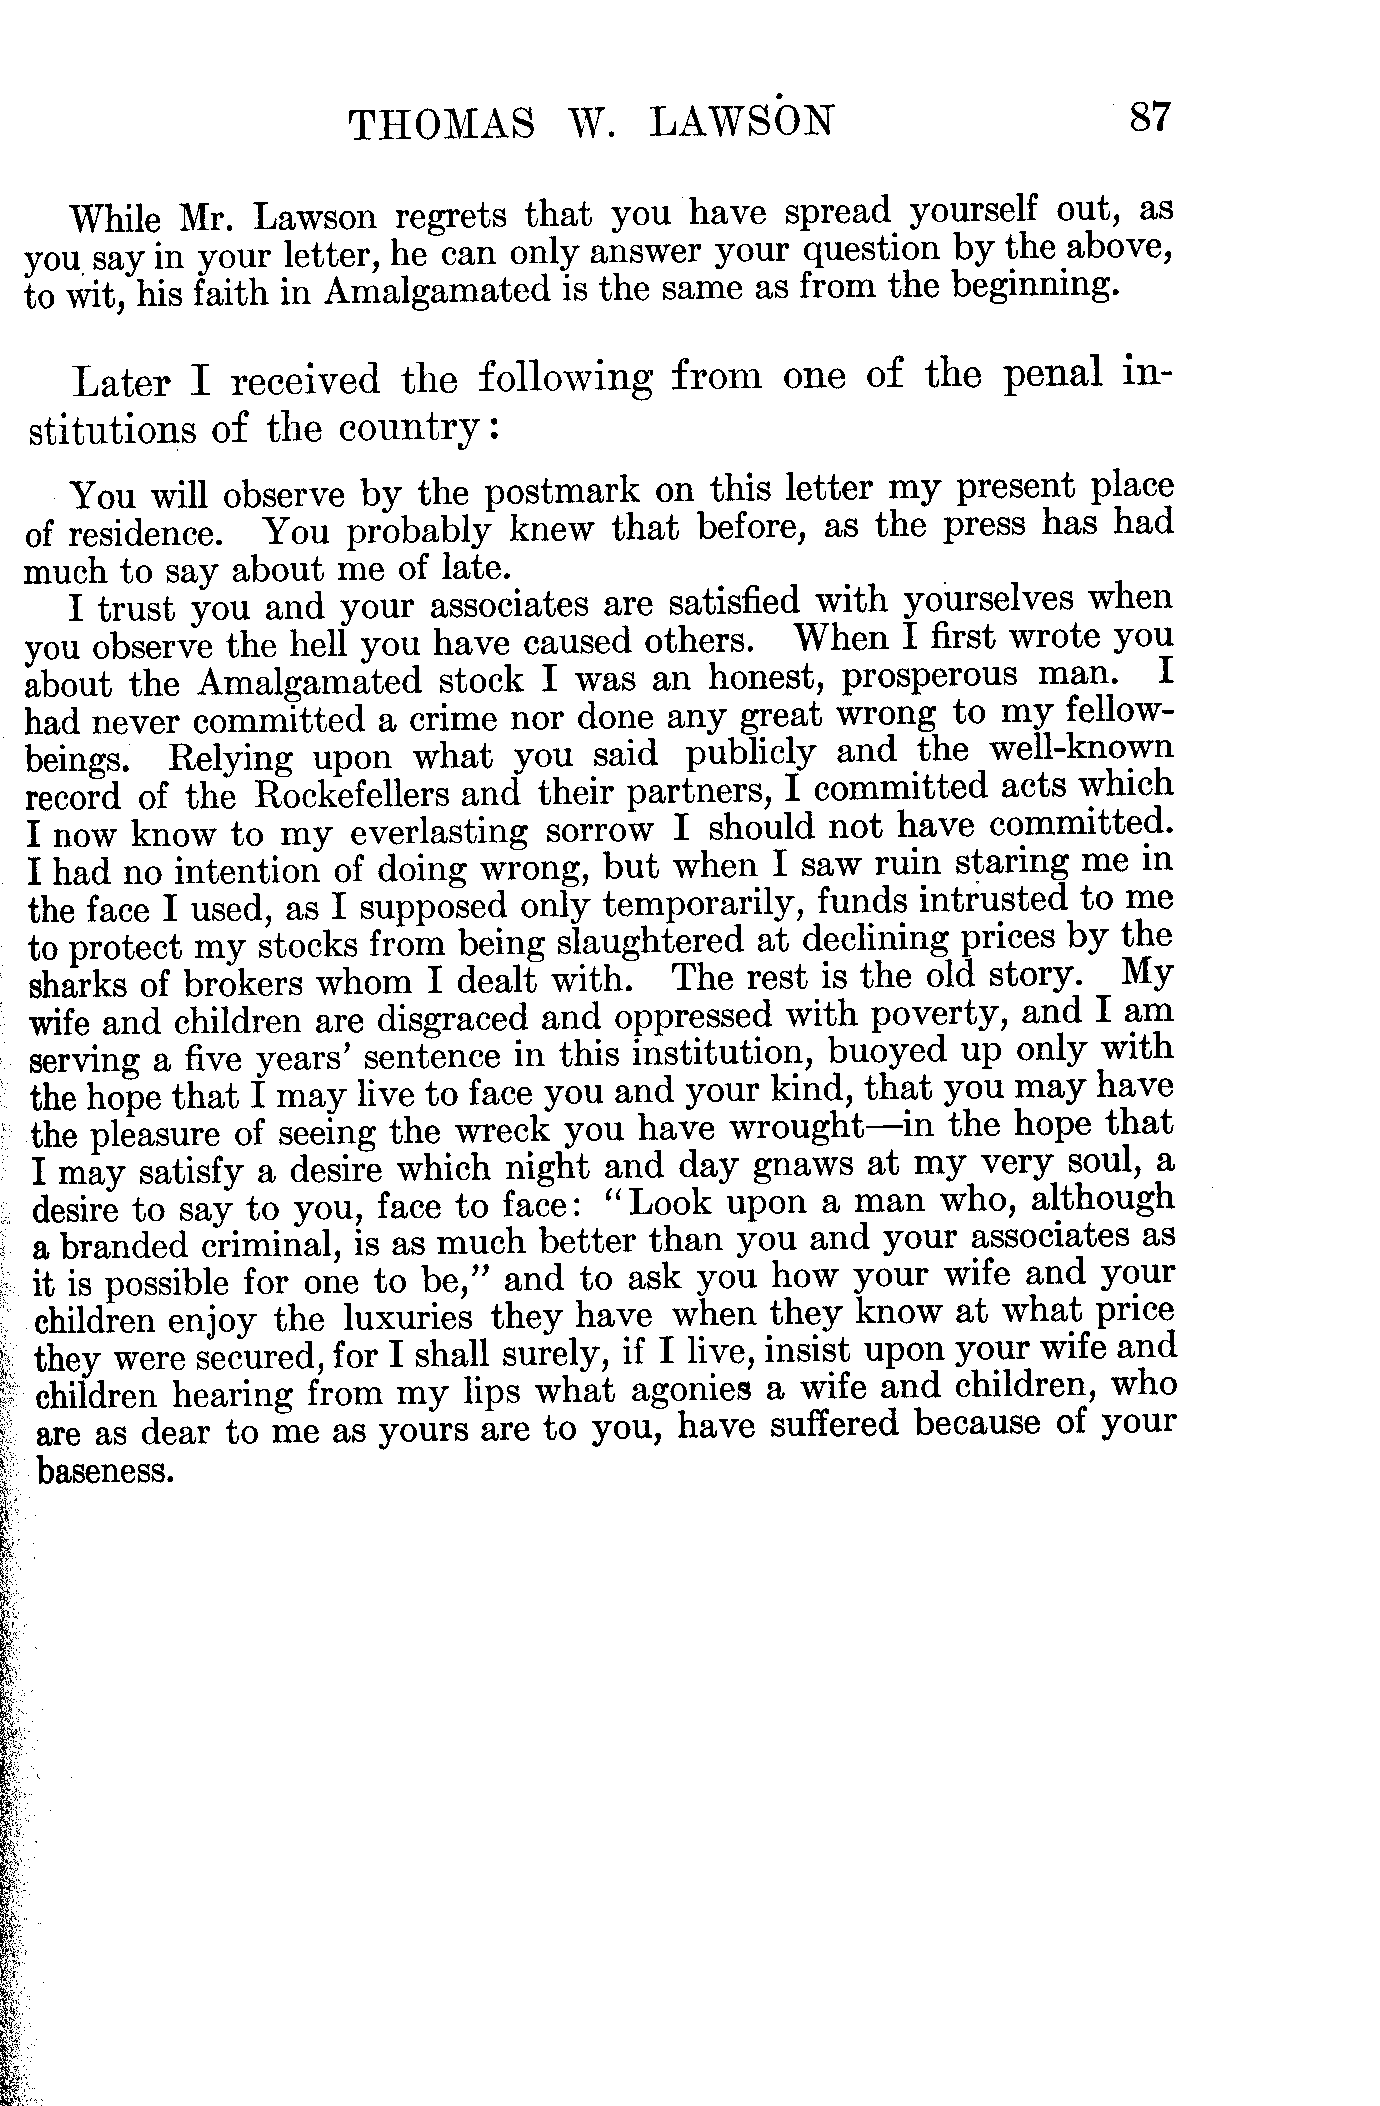 THOMAS W. LAWSON 87
While Mr. Lawson regrets that you have spread yourself out, as
you say in your letter, he can only answer your question by the above,
to wit, his faith in Amalgamated is the same as from the beginning.
Later I received the following from one of the penal in-
stitutions of the country:
You will observe by the postmark on this letter my present place
of residence. You probably knew that before, as the press has had
much to say about me of late.
I trust you and your associates are satisfied with yourselves when
you observe the hell you have caused others. When I first wrote you
about the Amalgamated stock I was an honest, prosperous man. I
had never committed a crime nor done any great wrong to my fellow-
beings. Relying upon what you said publicly and the well-known
record of the Rockefellers and their partners, I committed acts which
I now know to my everlasting sorrow I should not have committed.
I had no intention of doing wrong, but when I saw ruin staring me in
the face I used, as I supposed only temporarily, funds intrusted to me
to protect my stocks from being slaughtered at declining prices by the
sharks of brokers whom I dealt with. The rest is the old story. My
wife and children are disgraced and oppressed with poverty, and I am
serving a five years' sentence in this institution, buoyed up only with
the hope that I may live to face you and your kind, that you may have
the pleasure of seeing the wreck you have wrought—in the hope that
I may satisfy a desire which night and day gnaws at my very soul, a
desire to say to you, face to face: "Look upon a man who, although
a branded criminal, is as much better than you and your associates as
it is possible for one to be," and to ask you how your wife and your
children enjoy the luxuries they have when they know at what price
they were secured, for I shall surely, if I live, insist upon your wife and
children hearing from my lips what agonies a wife and children, who
are as dear to me as yours are to you, have suffered because of your
baseness.